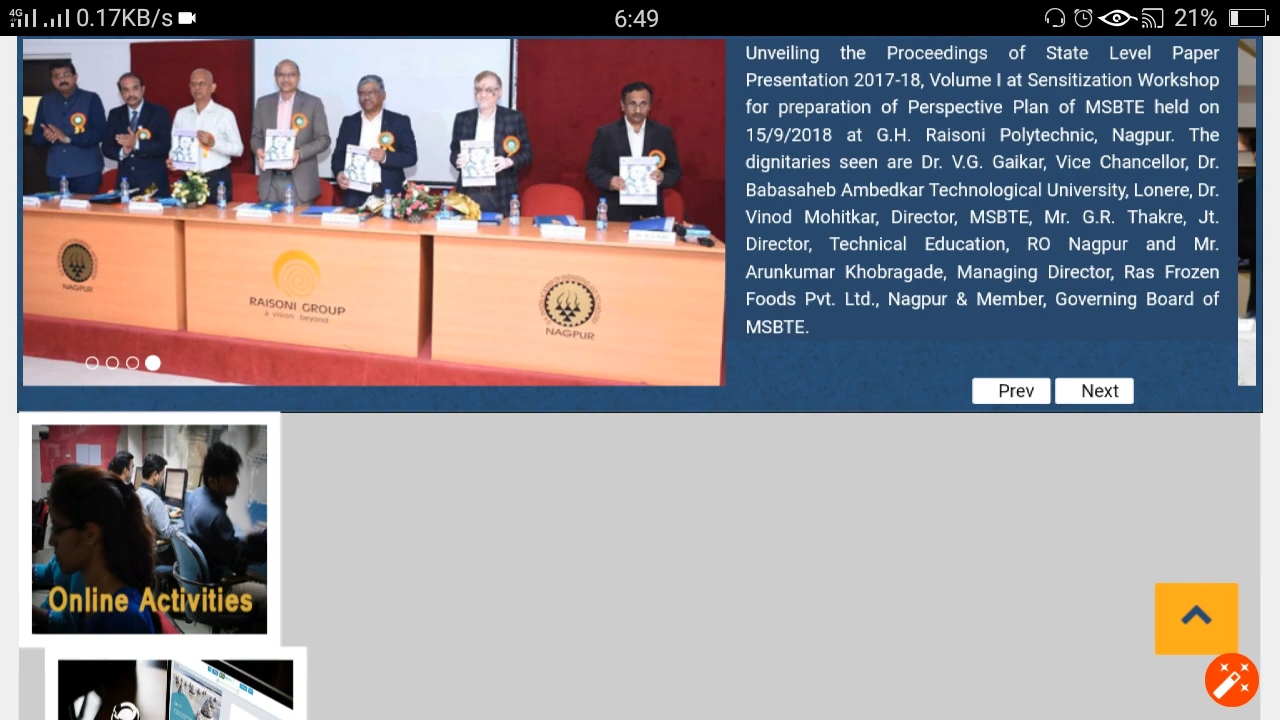 4G 0.17KB/s 6:49 21%
Unveiling the Proceedings of State Level Paper
Presentation 2017-18, Volume I at Sensitization Workshop
for preparation of Perspective Plan of MSBTE held on
15/9/2018 at G.H. Raisoni Polytechnic, Nagpur. The
dignitaries seen are Dr. V.G. Gaikar, Vice Chancellor, Dr.
Babasaheb Ambedkar Technological University, Lonere, Dr.
Vinod Mohitkar, Director, MSBTE, Mr. G.R. Thakre, Jt.
Director, Technical Education, RO Nagpur and Mr.
Arunkumar Khobragade, Managing Director, Ras Frozen
Foods Pvt. Ltd., Nagpur & Member, Governing Board of
MSBTE.
NAGPUR
RAISONI GROUP
a vision beyond
NAGPUR
Prev Next
Online Activities